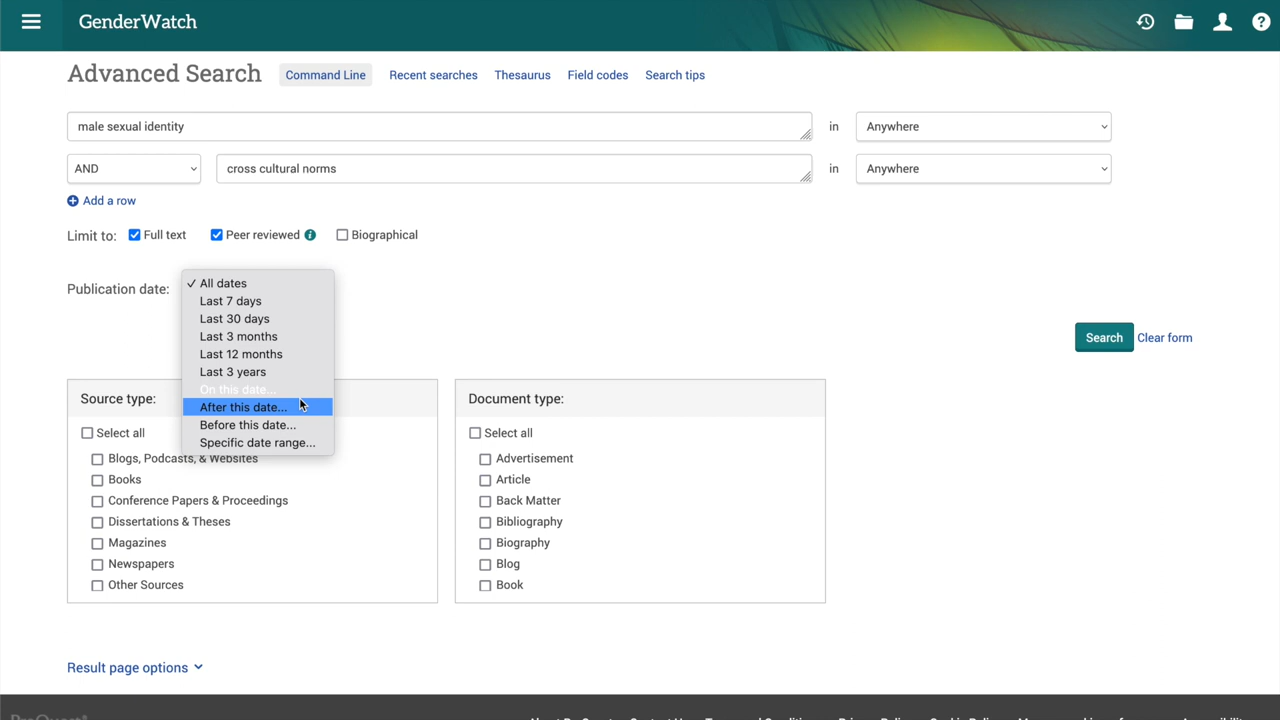 GenderWatch
Advanced Search Command Line Recent searches Thesaurus Field codes Search tips
male sexual identity in Anywhere
AND cross cultural norms in Anywhere
Add a row
Limit to: Full text Peer reviewed i Biographical
Publication date: ✓ All dates
Last 7 days
Last 30 days
Last 3 months
Search Clear form
Last 12 months
Last 3 years
On this date...
After this date...
Before this date...
Specific date range...
Source type:
Select all
Blogs, Podcasts, & Websites
Books
Conference Papers & Proceedings
Dissertations & Theses
Magazines
Newspapers
Other Sources
Document type:
Select all
Advertisement
Article
Back Matter
Bibliography
Biography
Blog
Book
Result page options